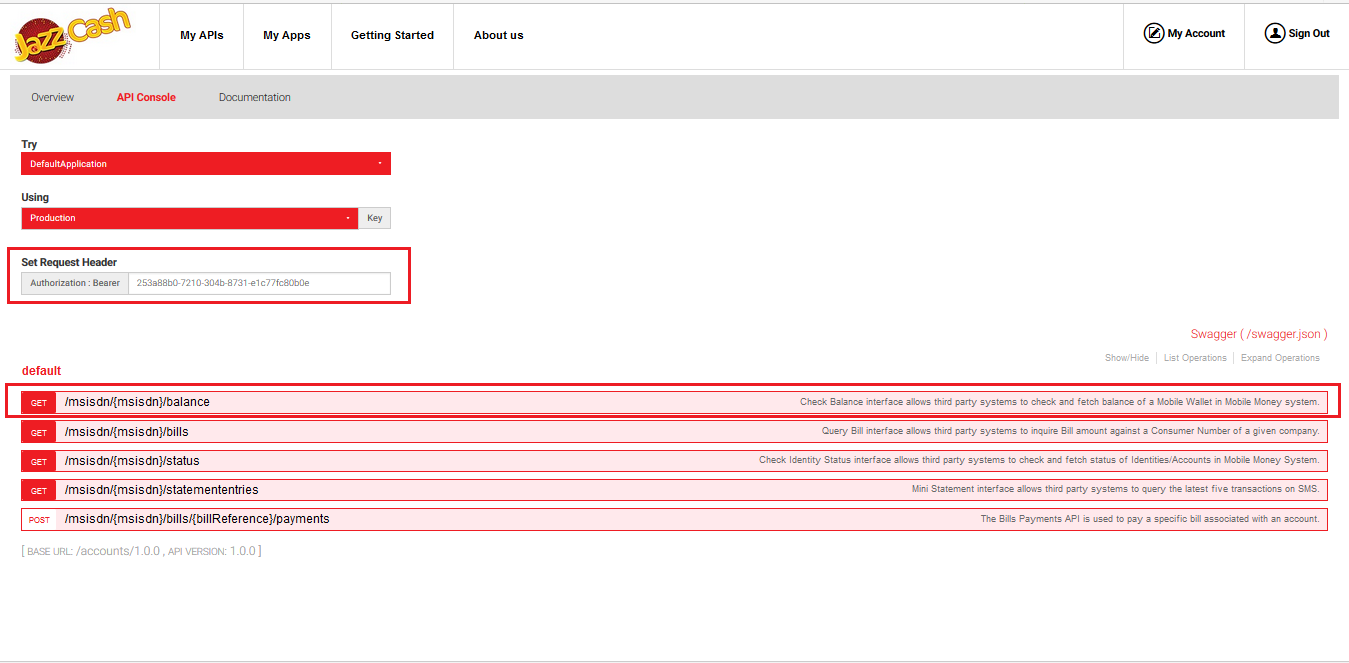 Jazz Cash
My APIs
My Apps
Getting Started
About us
My Account
Sign Out
Overview
API Console
Documentation
Try
DefaultApplication
Using
Production
Key
Set Request Header
Authorization : Bearer
253a88b0-7210-304b-8731-e1c77fc80b0e
Swagger ( /swagger.json )
Show/Hide
List Operations
Expand Operations
default
GET /msisdn/{msisdn}/balance Check Balance interface allows third party systems to check and fetch balance of a Mobile Wallet in Mobile Money system.
GET /msisdn/{msisdn}/bills Query Bill interface allows third party systems to inquire Bill amount against a Consumer Number of a given company.
GET /msisdn/{msisdn}/status Check Identity Status interface allows third party systems to check and fetch status of Identities/Accounts in Mobile Money System.
GET /msisdn/{msisdn}/statemententries Mini Statement interface allows third party systems to query the latest five transactions on SMS.
POST /msisdn/{msisdn}/bills/{billReference}/payments The Bills Payments API is used to pay a specific bill associated with an account.
[ BASE URL: /accounts/1.0.0 , API VERSION: 1.0.0 ]